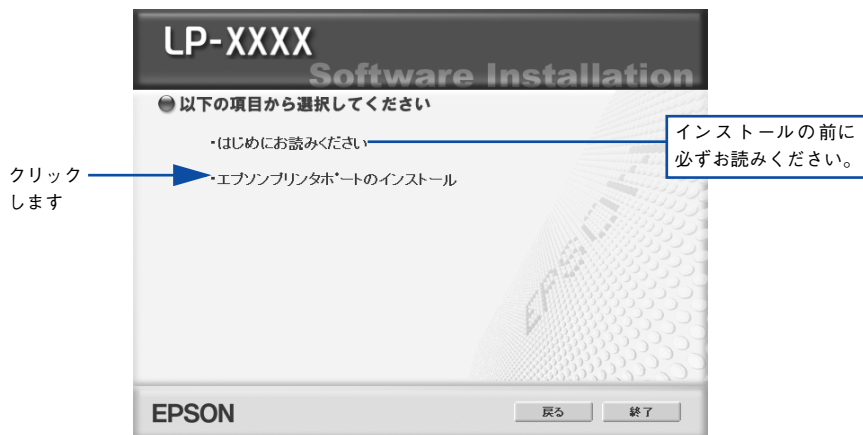 LP-XXXX
Software Installation
以下の項目から選択してください
・はじめにお読みください
インストールの前に
必ずお読みください。
クリック
します
・エプソンプリンタポートのインストール
EPSON
EPSON
戻る
終了